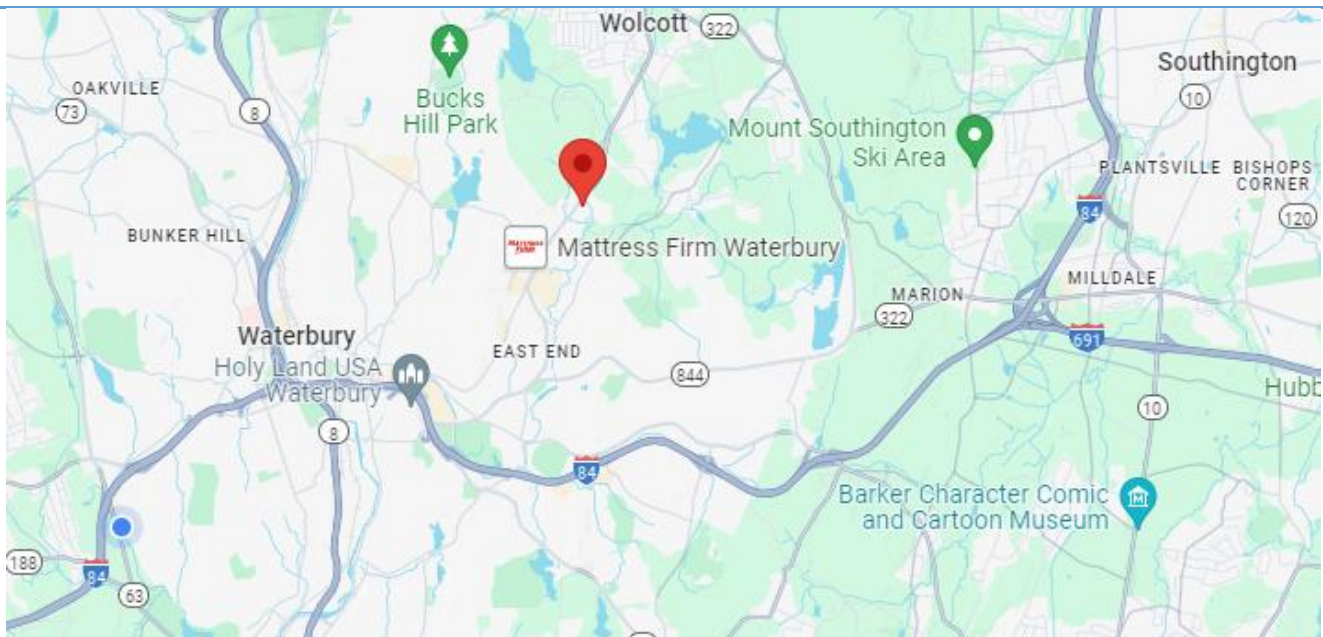 Wolcott
322
Southington
10
OAKVILLE
73
8
Bucks
Hill Park
Mount Southington
Ski Area
PLANTSVILLE
BISHOPS
CORNER
84
120
BUNKER HILL
MATTRESS
FIRM
Mattress Firm Waterbury
MARION
MILLDALE
322
691
Waterbury
EAST END
Holy Land USA
Waterbury
844
Hubb
10
8
84
Barker Character Comic
and Cartoon Museum
188
84
63